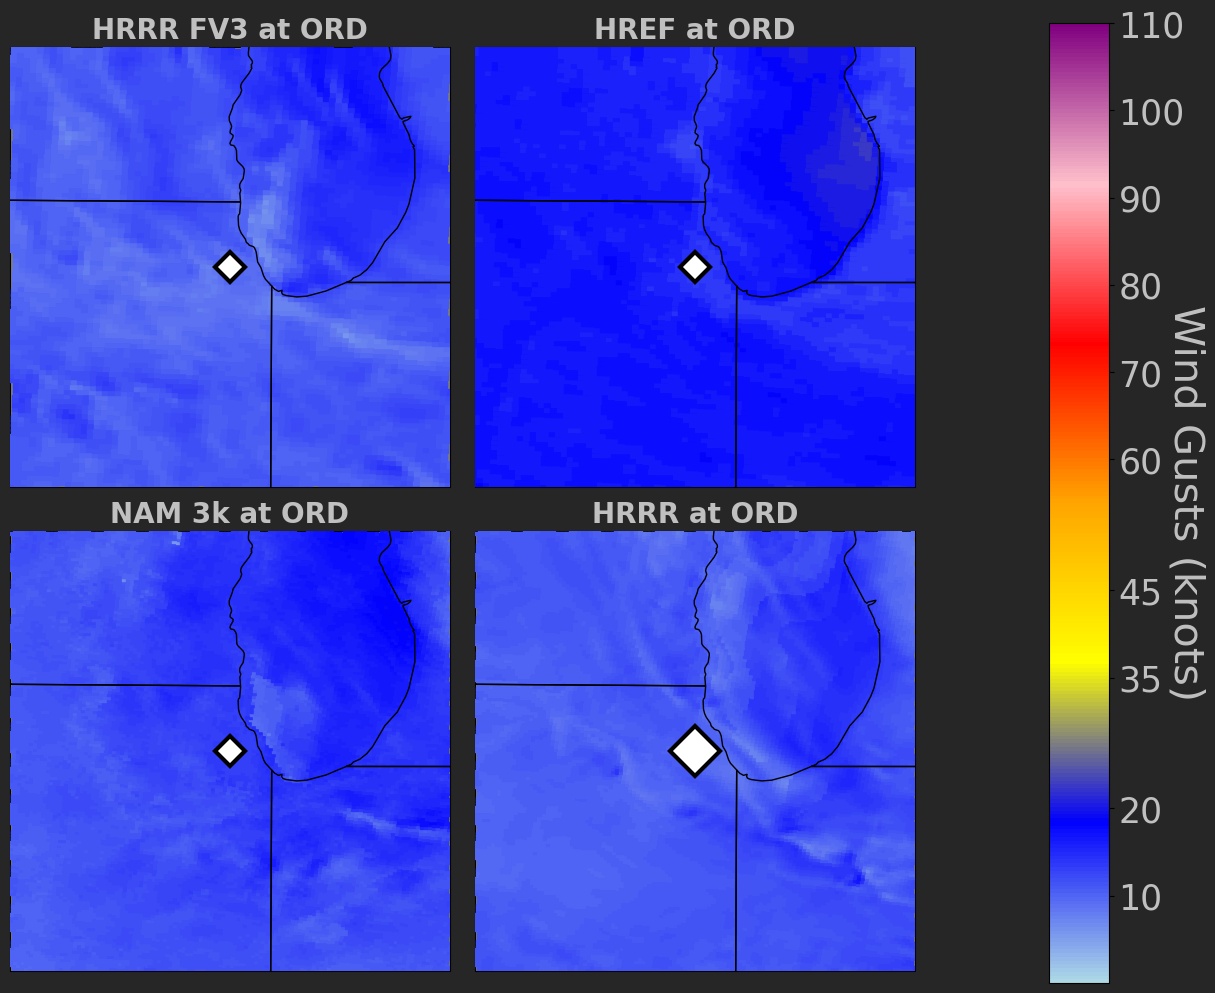 HRRR FV3 at ORD
HREF at ORD
NAM 3k at ORD
HRRR at ORD
110
100
90
80
70
60
45
35
20
10
Wind Gusts (knots)